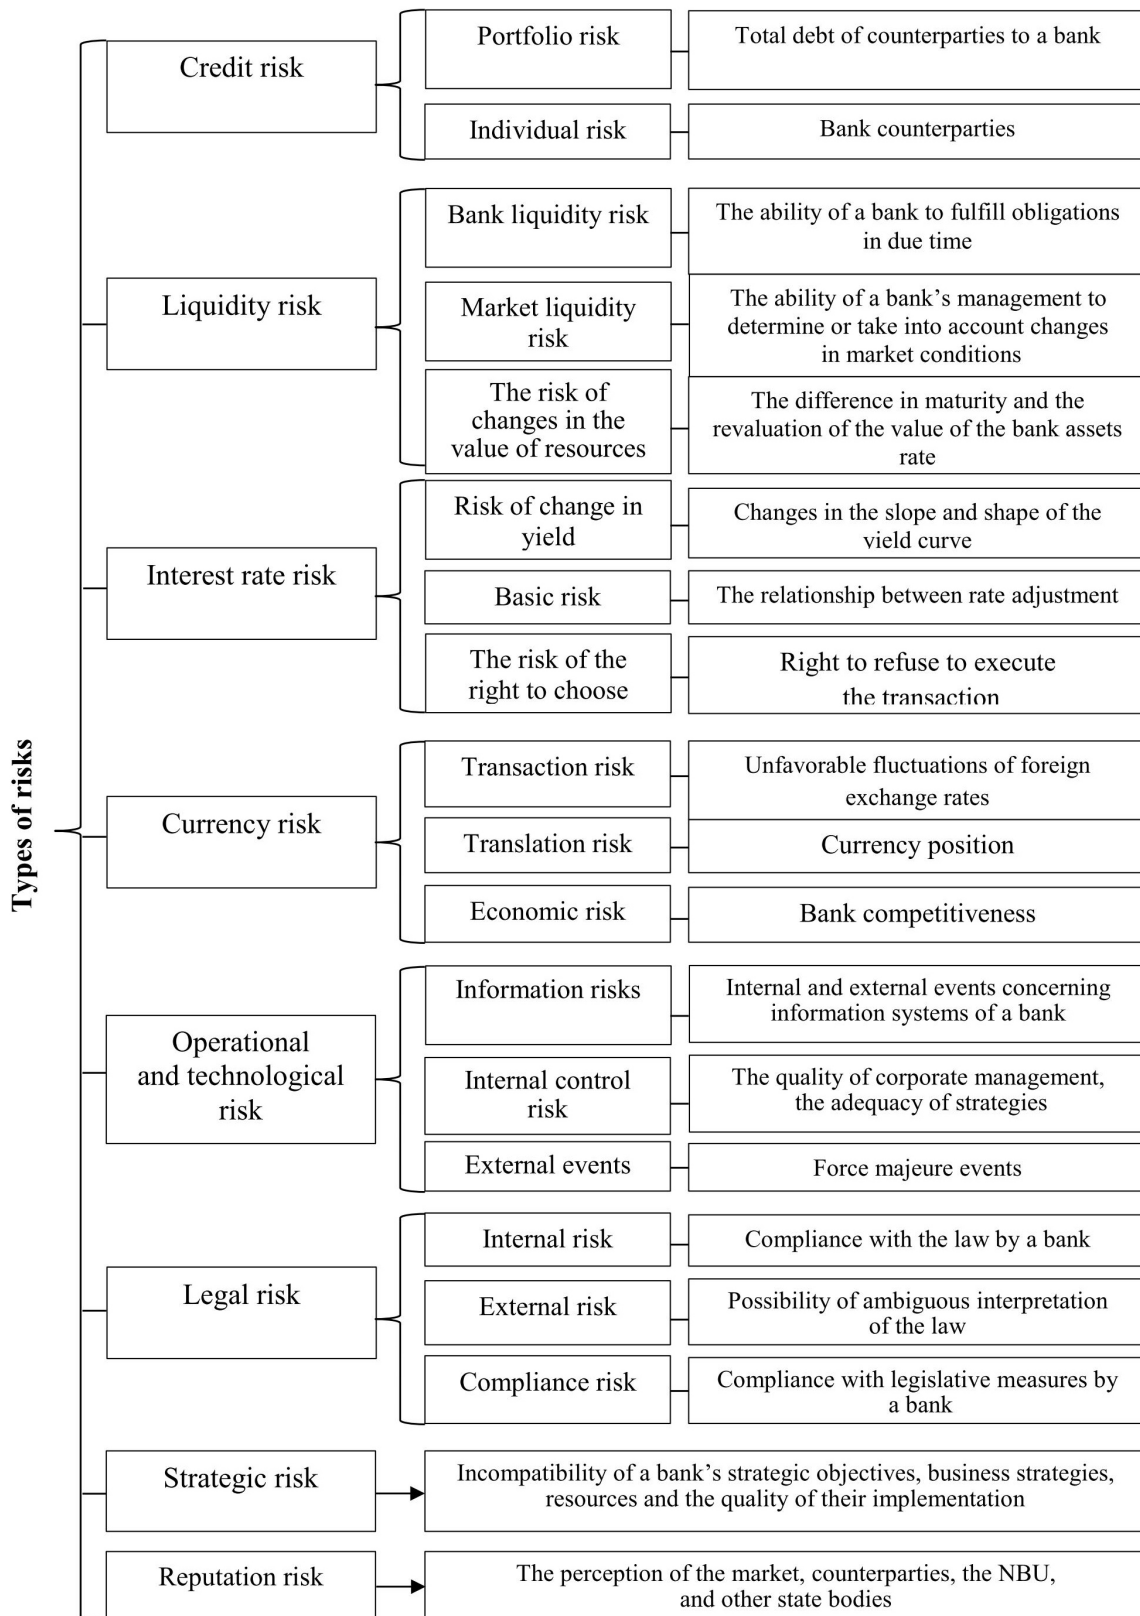 Types of risks
Credit risk
Portfolio risk
Total debt of counterparties to a bank
Individual risk
Bank counterparties
Liquidity risk
Bank liquidity risk
The ability of a bank to fulfill obligations
in due time
Market liquidity
risk
The ability of a bank’s management to
determine or take into account changes
in market conditions
The risk of
changes in the
value of resources
The difference in maturity and the
revaluation of the value of the bank assets
rate
Interest rate risk
Risk of change in
yield
Changes in the slope and shape of the
yield curve
Basic risk
The relationship between rate adjustment
The risk of the
right to choose
Right to refuse to execute
the transaction
Currency risk
Transaction risk
Unfavorable fluctuations of foreign
exchange rates
Translation risk
Currency position
Economic risk
Bank competitiveness
Operational
and technological
risk
Information risks
Internal and external events concerning
information systems of a bank
Internal control
risk
The quality of corporate management,
the adequacy of strategies
External events
Force majeure events
Legal risk
Internal risk
Compliance with the law by a bank
External risk
Possibility of ambiguous interpretation
of the law
Compliance risk
Compliance with legislative measures by
a bank
Strategic risk
Incompatibility of a bank’s strategic objectives, business strategies,
resources and the quality of their implementation
Reputation risk
The perception of the market, counterparties, the NBU,
and other state bodies